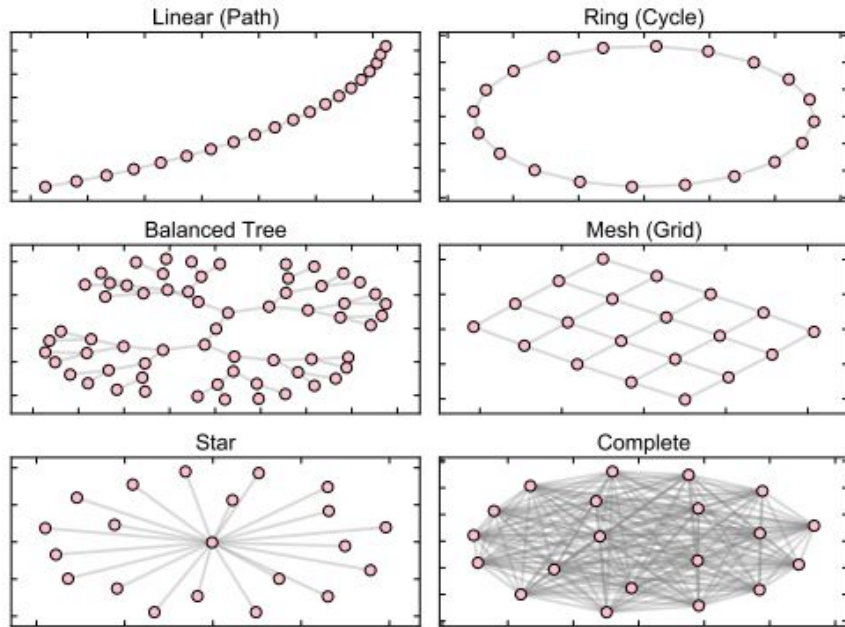 Linear (Path)
Ring (Cycle)
Balanced Tree
Mesh (Grid)
Star
Complete